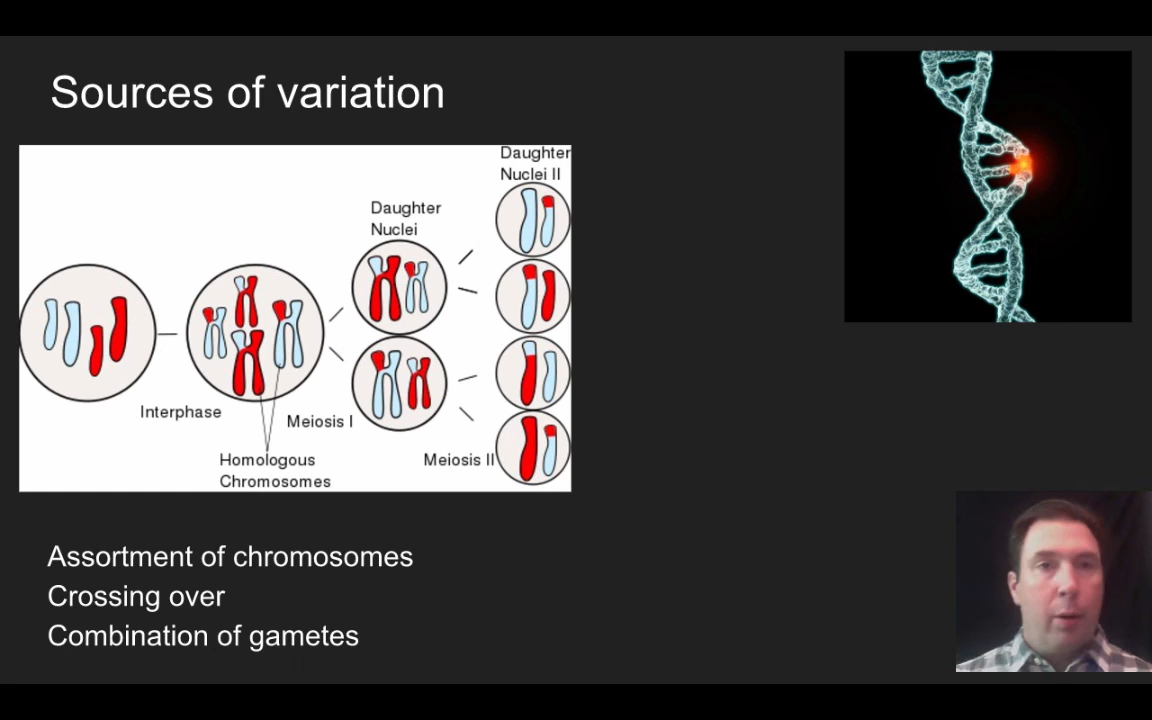 Sources of variation
Daughter
Nuclei II
Daughter
Nuclei
Interphase
Meiosis I
Homologous
Chromosomes
Meiosis II
Assortment of chromosomes
Crossing over
Combination of gametes